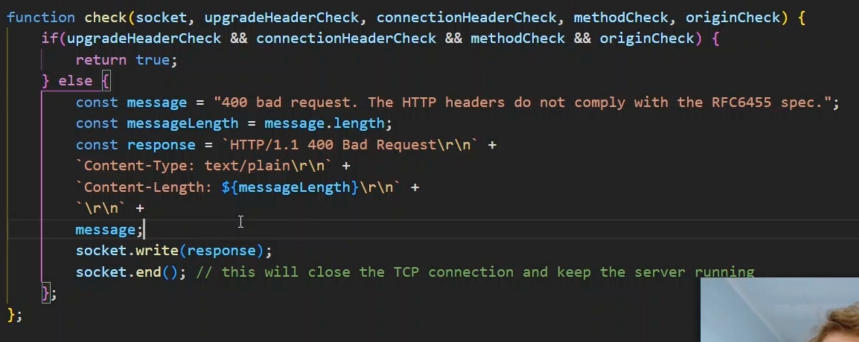 function check(socket, upgradeHeaderCheck, connectionHeaderCheck, methodCheck, originCheck) {
    if(upgradeHeaderCheck && connectionHeaderCheck && methodCheck && originCheck) {
        return true;
    } else {
        const message = "400 bad request. The HTTP headers do not comply with the RFC6455 spec.";
        const messageLength = message.length;
        const response = `HTTP/1.1 400 Bad Request\r\n` +
        `Content-Type: text/plain\r\n` +
        `Content-Length: ${messageLength}\r\n` +
        `\r\n` +
        message;
        socket.write(response);
        socket.end(); // this will close the TCP connection and keep the server running
    };
};